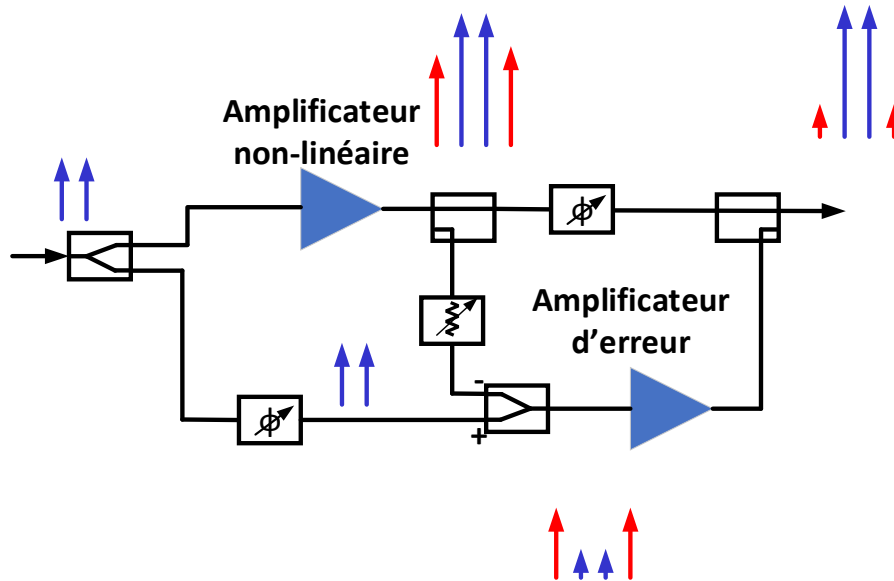 Amplificateur
non-linéaire
ϕ
Amplificateur
d’erreur
-
ϕ
+